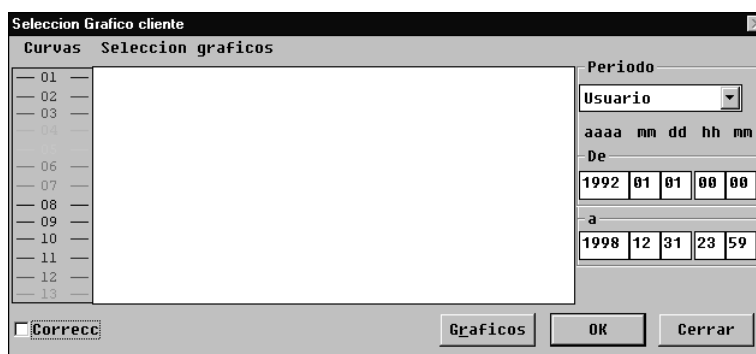 Seleccion Grafico cliente
Curvas Seleccion graficos
01
02
03
04
06
07
08
09
10
11
12
13
Periodo
Usuario
aaaa mm dd hh mm
De
1992 01 01 00 00
a
1998 12 31 23 59
Correcc
Graficos OK Cerrar